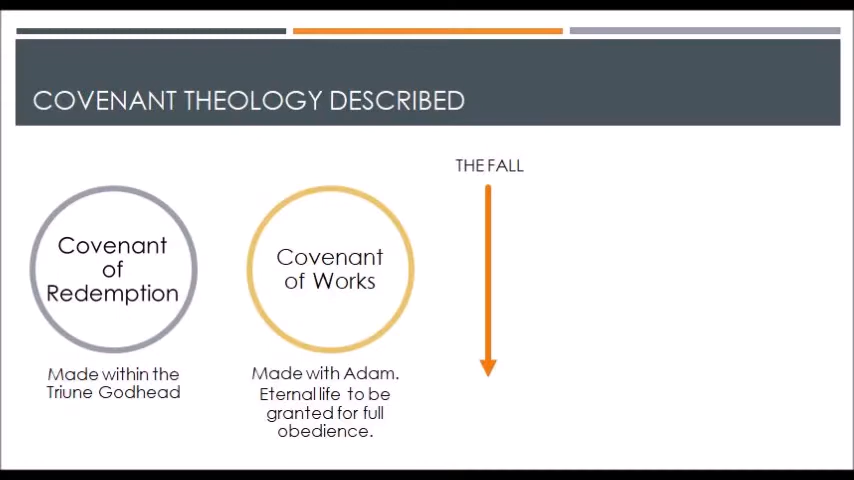 COVENANT THEOLOGY DESCRIBED
THE FALL
Covenant
of
Redemption
Covenant
of Works
Made within the
Triune Godhead
Made with Adam.
Eternal life to be
granted for full
obedience.